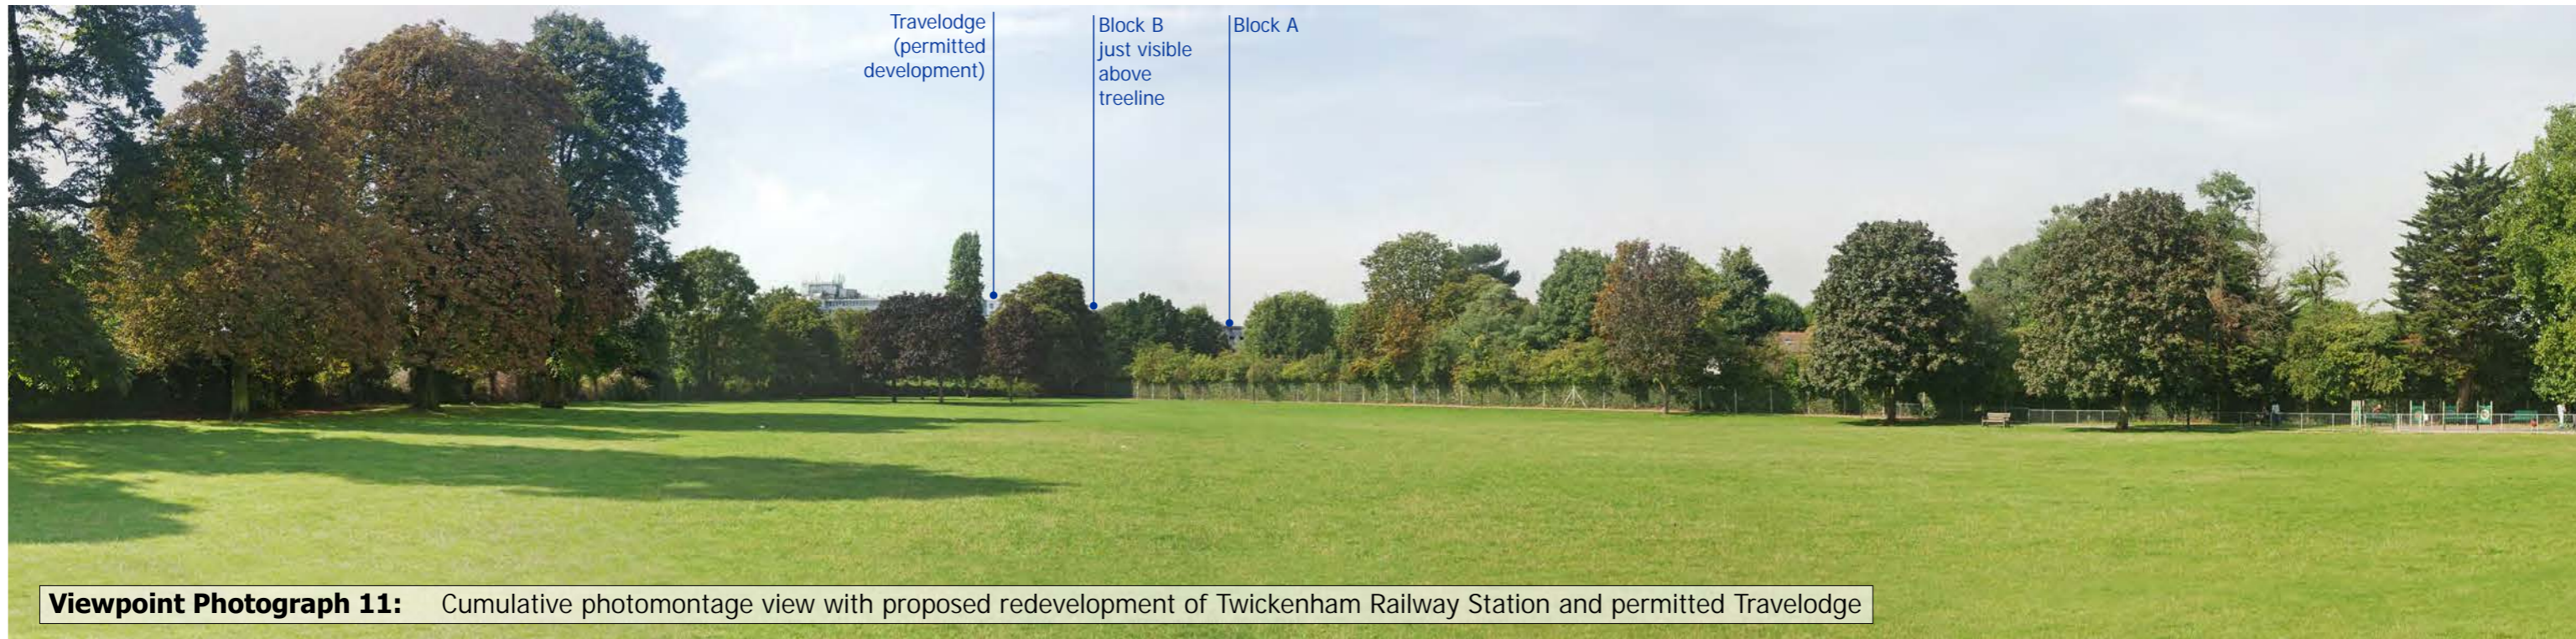 Travelodge
(permitted
development)
Block B
just visible
above
treeline
Block A
Viewpoint Photograph 11: Cumulative photomontage view with proposed redevelopment of Twickenham Railway Station and permitted Travelodge